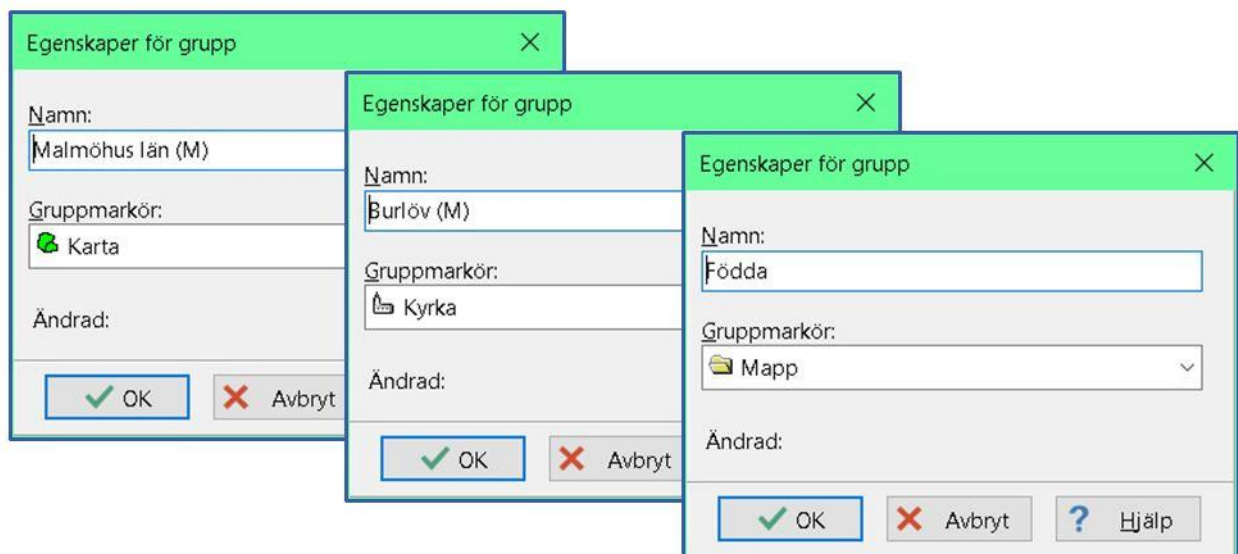 Egenskaper för grupp
Namn:
Malmöhus län (M)
Gruppmarkör:
Karta
Ändrad:
OK Avbryt
Egenskaper för grupp
Namn:
Burlöv (M)
Gruppmarkör:
Kyrka
Ändrad:
OK Avbryt
Egenskaper för grupp
Namn:
Födda
Gruppmarkör:
Mapp
Ändrad:
OK Avbryt ? Hjälp